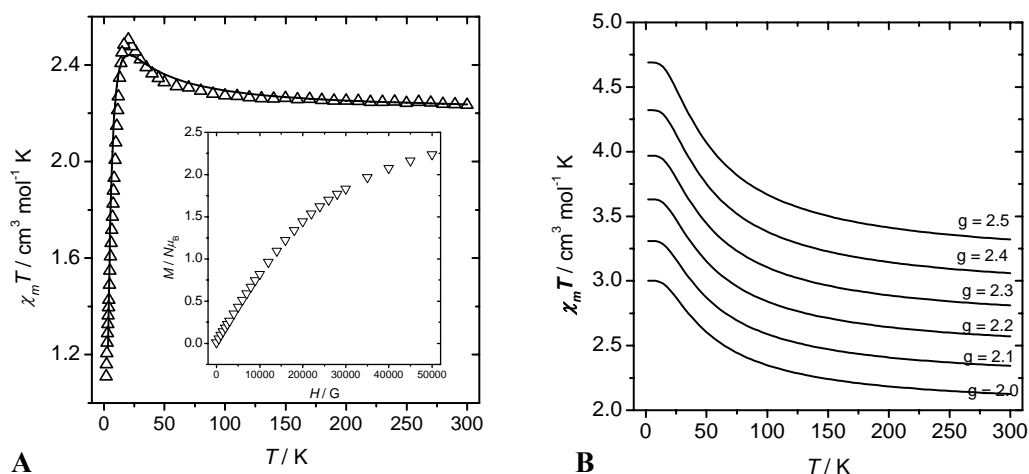 2.4
2.0
1.6
1.2
χmT / cm³ mol⁻¹ K
0 50 100 150 200 250 300
T / K
2.5
2.0
1.5
1.0
0.5
0.0
M / NμB
0 10000 20000 30000 40000 50000
H / G
A
5.0
4.5
4.0
3.5
3.0
2.5
2.0
χmT / cm³ mol⁻¹ K
g = 2.5
g = 2.4
g = 2.3
g = 2.2
g = 2.1
g = 2.0
0 50 100 150 200 250 300
T / K
B